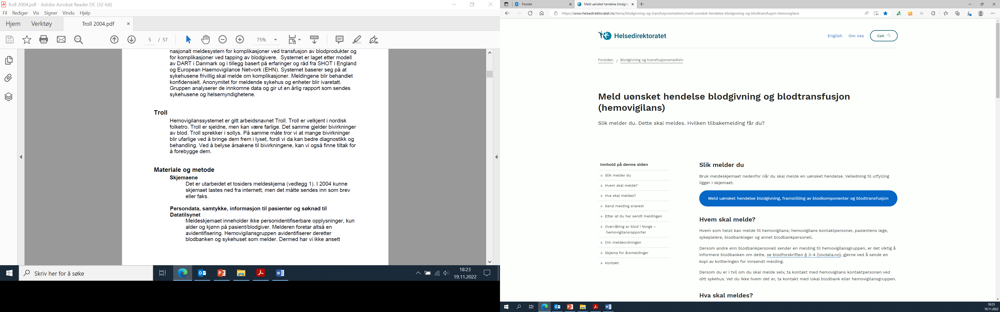 Troll 2004.pdf - Adobe Acrobat Reader DC (32-bit)
Fil Rediger Vis Signer Vindu Hjelp
Hjem Verktøy Troll 2004.pdf
5 / 57 75%
nasjonalt meldesystem for komplikasjoner ved transfusjon av blodprodukter og
for komplikasjoner ved tapping av blodgivere. Systemet er laget etter modell
av DART i Danmark og i tillegg basert på erfaringer og råd fra SHOT i England
og European Haemovigilance Network (EHN). Systemet baserer seg på at
sykehusene frivillig skal melde om komplikasjoner. Meldingene blir behandlet
konfidensielt. Anonymitet for meldende sykehus og enheter blir ivaretatt.
Gruppen analyserer de innkomne data og gir ut en årlig rapport som sendes
sykehusene og helsemyndighetene.
Troll
Hemovigilanssystemet er gitt arbeidsnavnet Troll. Troll er velkjent i nordisk
folketro. Troll er sjeldne, men kan være farlige. Det samme gjelder bivirkninger
av blod. Troll sprekker i sollys. På samme måte tror vi at mange bivirkninger
blir ufarlige ved å bringe dem frem i lyset, fordi vi da kan bedre diagnostikk og
behandling. Ved å belyse årsakene til bivirkningene, kan vi også finne tiltak for
å forebygge dem.
Materiale og metode
Skjemaene
Det er utarbeidet et tosiders meldeskjema (vedlegg 1). I 2004 kunne
skjemaet lastes ned fra internett, men det måtte sendes inn som brev
eller faks.
Persondata, samtykke, informasjon til pasienter og søknad til
Datatilsynet
Meldeskjemaet inneholder ikke personidentifiserbare opplysninger, kun
alder og kjønn på pasient/blodgiver. Melderen foretar altså en
avidentifisering. Hemovigilansgruppen avidentifiserer deretter
blodbanken og sykehuset som melder. Dermed har vi ikke ansett
Skriv her for å søke
18:23
19.11.2022
Forside
Meld uønsket hendelse blodgivn
https://www.helsedirektoratet.no/tema/blodgivning-og-transfusjonsmedisin/meld-uonsket-hendelse-blodgivning-og-blodtransfusjon-hemovigilans
Helsedirektoratet
English Om oss Søk
Forsiden / Blodgivning og transfusjonsmedisin
Meld uønsket hendelse blodgivning og blodtransfusjon
(hemovigilans)
Slik melder du. Dette skal meldes. Hvilken tilbakemelding får du?
Innhold på denne siden
Slik melder du
Hvem skal melde?
Hva skal meldes?
Send melding snarest
Etter at du har sendt meldingen
Overvåking av blod i Norge –
hemovigilansrapporter
Om meldeordningen
Skjema for årsmeldinger
Kontakt
Slik melder du
Bruk meldeskjemaet nedenfor når du skal melde en uønsket hendelse. Veiledning til utfylling
ligger i skjemaet.
Meld uønsket hendelse blodgivning, framstilling av blodkomponenter og blodtransfusjon
Hvem skal melde?
Hvem som helst kan melde til hemovigilans; hemovigilans kontaktpersoner, pasientens lege,
sykepleiere, blodbankleger og annet blodbankpersonell.
Dersom andre enn blodbankpersonell sender en melding til hemovigilansgruppen, er det viktig å
informere blodbanken om dette, se blodforskriften § 3-4 (lovdata.no), gjerne ved å sende en
kopi av kvitteringen for innsendt melding.
Dersom du er i tvil om du skal melde selv, ta kontakt med hemovigilans kontaktpersonen ved
ditt sykehus. Vet du ikke hvem det er, ta kontakt med lokal blodbank eller hemovigilansgruppen.
Hva skal meldes?
18:23
19.11.2022